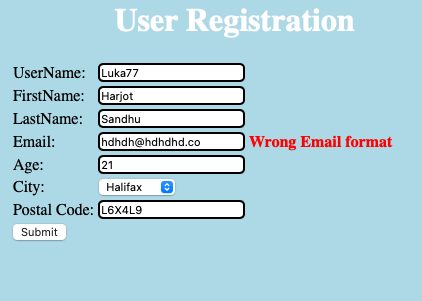 User Registration
UserName: Luka77
FirstName: Harjot
LastName: Sandhu
Email: hdhdh@hdhdhd.co Wrong Email format
Age: 21
City: Halifax
Postal Code: L6X4L9
Submit